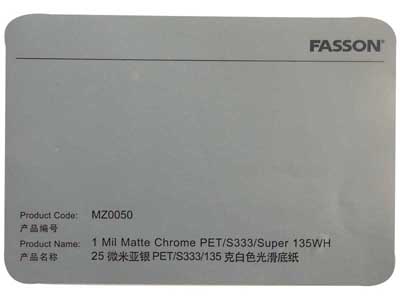 FASSON®
Product Code: MZ0050
产品编号
Product Name: 1 Mil Matte Chrome PET/S333/Super 135WH
产品名称: 25 微米亚银 PET/S333/135 克白色光滑底纸